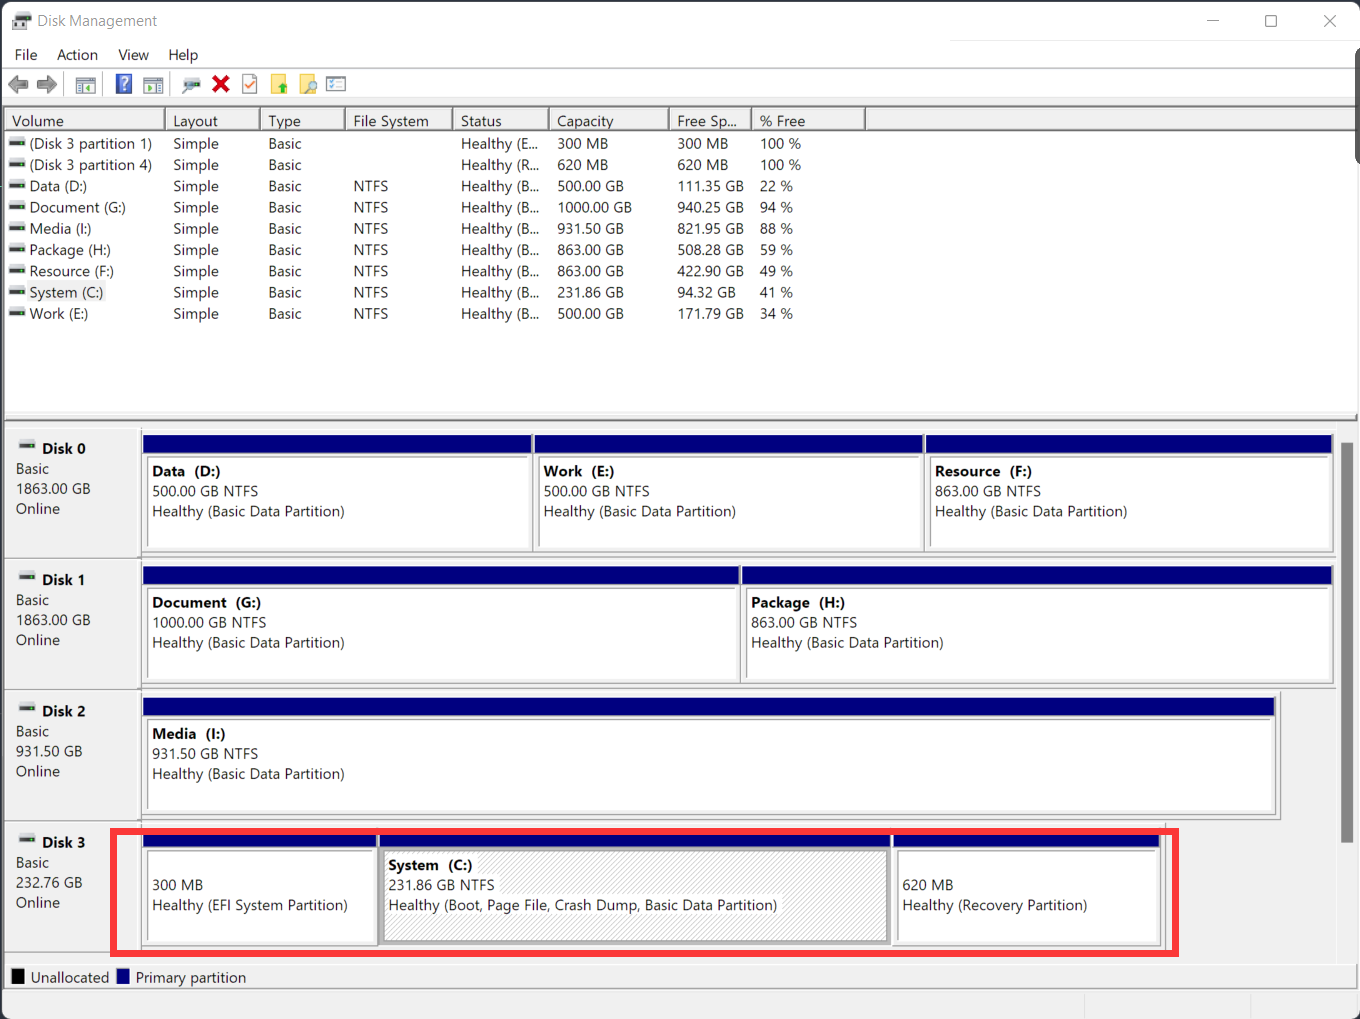 Disk Management
File Action View Help
Volume Layout Type File System Status Capacity Free Sp... % Free
(Disk 3 partition 1) Simple Basic Healthy (E... 300 MB 300 MB 100 %
(Disk 3 partition 4) Simple Basic Healthy (R... 620 MB 620 MB 100 %
Data (D:) Simple Basic NTFS Healthy (B... 500.00 GB 111.35 GB 22 %
Document (G:) Simple Basic NTFS Healthy (B... 1000.00 GB 940.25 GB 94 %
Media (I:) Simple Basic NTFS Healthy (B... 931.50 GB 821.95 GB 88 %
Package (H:) Simple Basic NTFS Healthy (B... 863.00 GB 508.28 GB 59 %
Resource (F:) Simple Basic NTFS Healthy (B... 863.00 GB 422.90 GB 49 %
System (C:) Simple Basic NTFS Healthy (B... 231.86 GB 94.32 GB 41 %
Work (E:) Simple Basic NTFS Healthy (B... 500.00 GB 171.79 GB 34 %
Disk 0
Basic
1863.00 GB
Online
Data (D:)
500.00 GB NTFS
Healthy (Basic Data Partition)
Work (E:)
500.00 GB NTFS
Healthy (Basic Data Partition)
Resource (F:)
863.00 GB NTFS
Healthy (Basic Data Partition)
Disk 1
Basic
1863.00 GB
Online
Document (G:)
1000.00 GB NTFS
Healthy (Basic Data Partition)
Package (H:)
863.00 GB NTFS
Healthy (Basic Data Partition)
Disk 2
Basic
931.50 GB
Online
Media (I:)
931.50 GB NTFS
Healthy (Basic Data Partition)
Disk 3
Basic
232.76 GB
Online
300 MB
Healthy (EFI System Partition)
System (C:)
231.86 GB NTFS
Healthy (Boot, Page File, Crash Dump, Basic Data Partition)
620 MB
Healthy (Recovery Partition)
Unallocated Primary partition